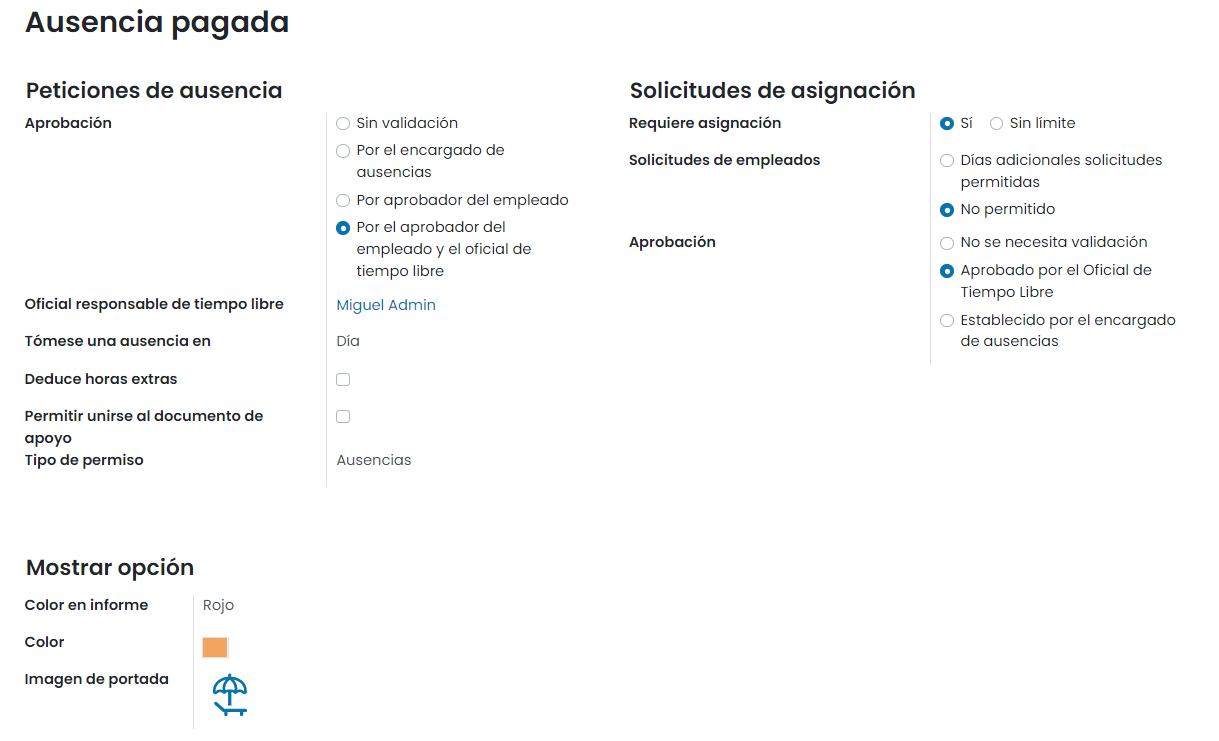 Ausencia pagada
Peticiones de ausencia
Aprobación
Sin validación
Por el encargado de
ausencias
Por aprobador del empleado
Por el aprobador del
empleado y el oficial de
tiempo libre
Oficial responsable de tiempo libre
Miguel Admin
Tómese una ausencia en
Día
Deduce horas extras
Permitir unirse al documento de
apoyo
Tipo de permiso
Ausencias
Solicitudes de asignación
Requiere asignación
Sí
Sin límite
Solicitudes de empleados
Días adicionales solicitudes
permitidas
No permitido
Aprobación
No se necesita validación
Aprobado por el Oficial de
Tiempo Libre
Establecido por el encargado
de ausencias
Mostrar opción
Color en informe
Rojo
Color
Imagen de portada